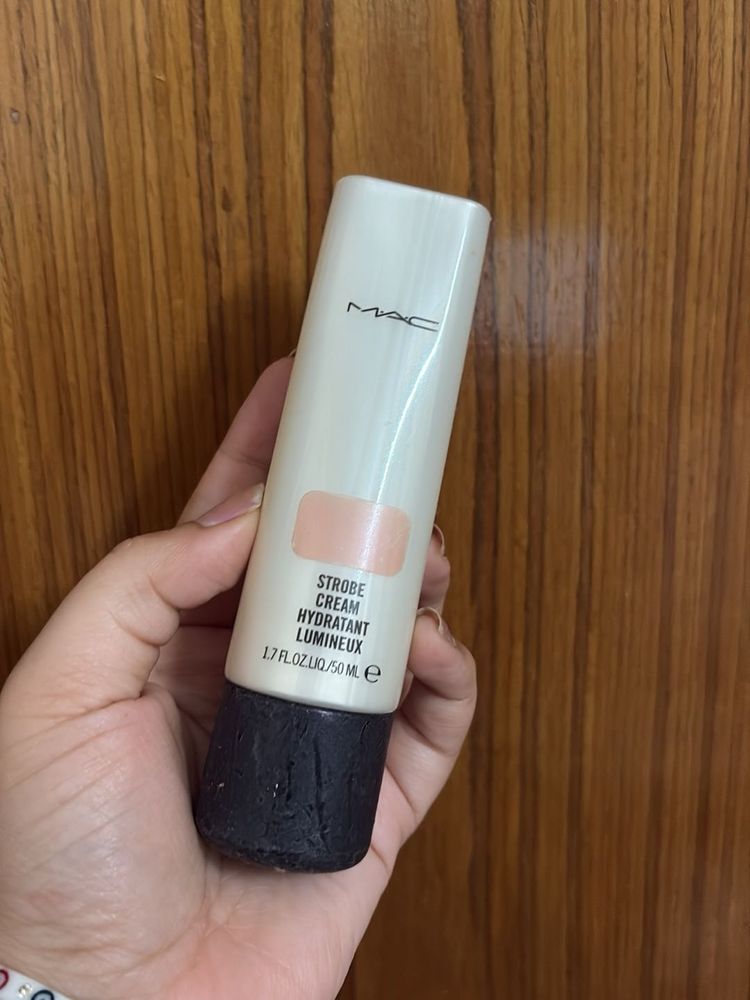 M·A·C
STROBE
CREAM
HYDRATANT
LUMINEUX
1.7 FL.OZ.LIQ./50 ML ℮